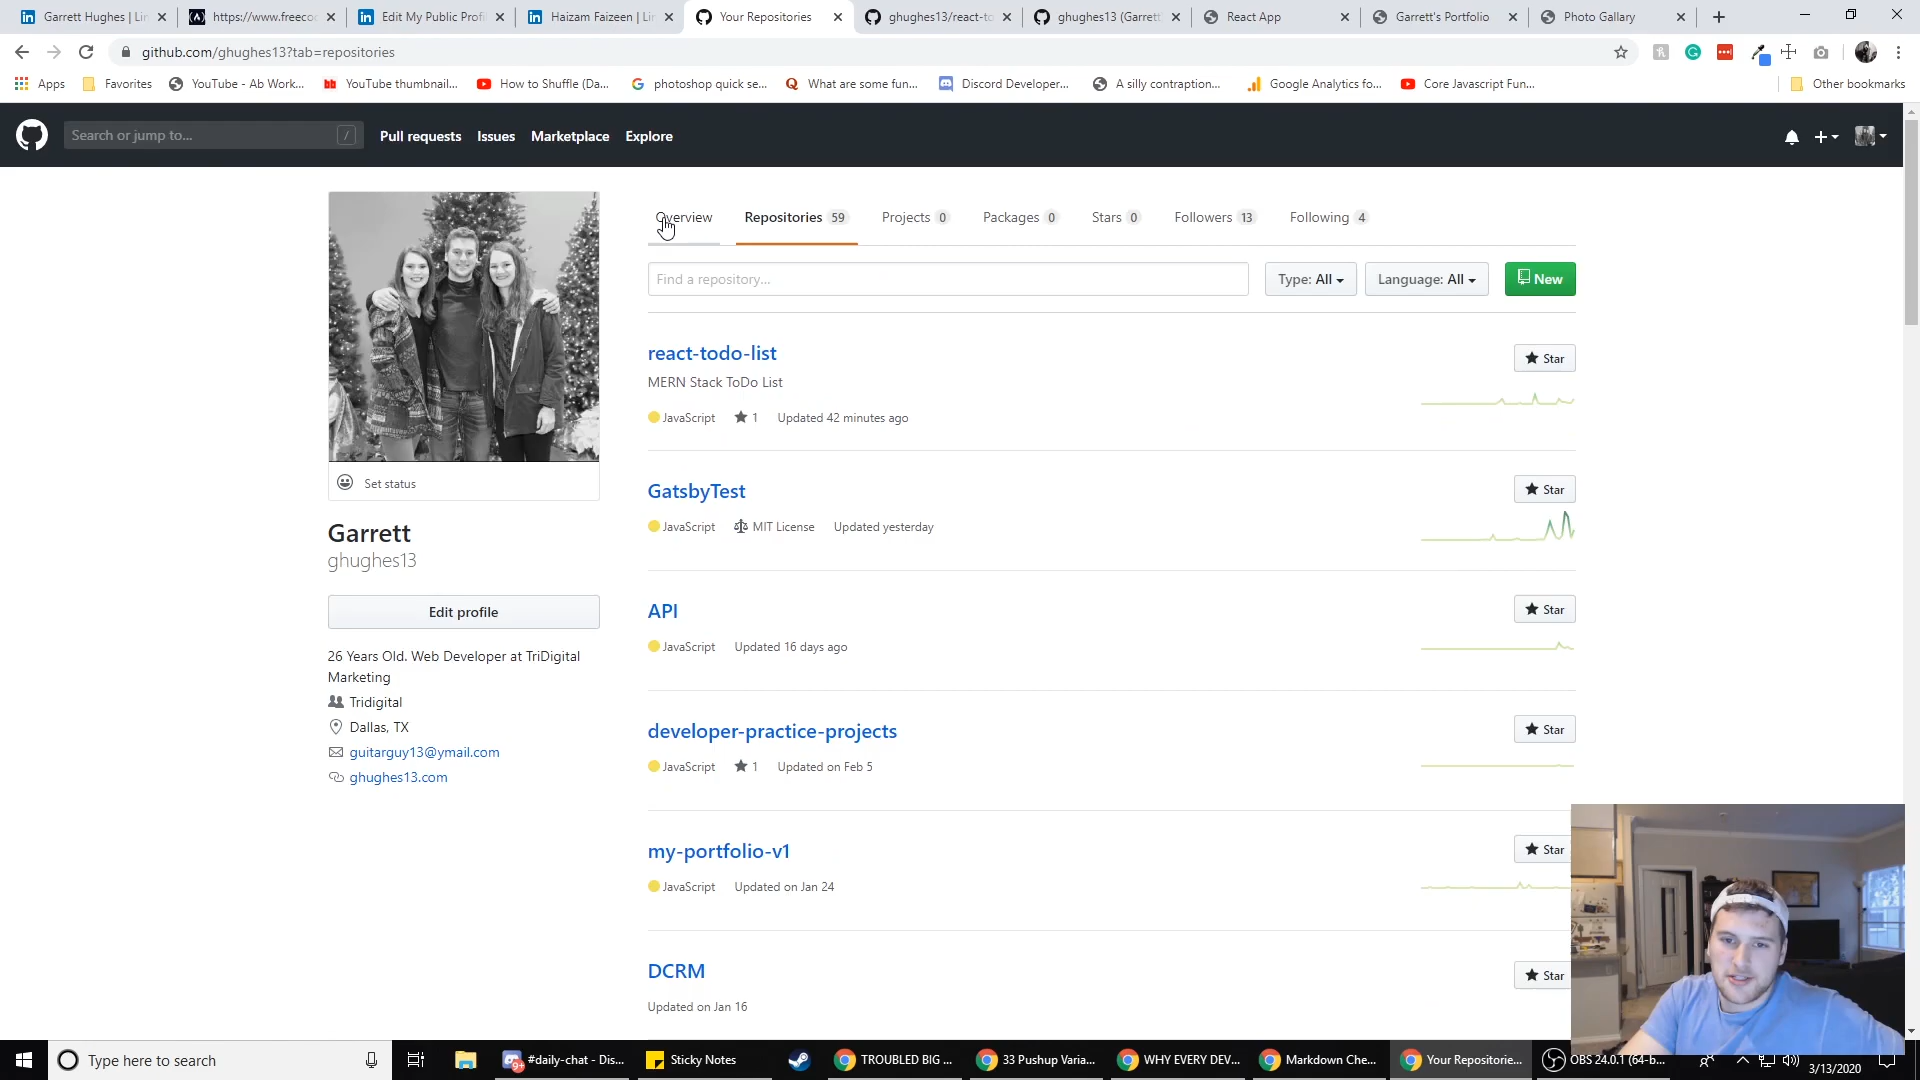 Garrett Hughes | Lin
https://www.freecoc
Edit My Public Profi
Haizam Faizeen | Li
Your Repositories
ghughes13/react-to
ghughes13 (Garrett
React App
Garrett's Portfolio
Photo Gallary
github.com/ghughes13?tab=repositories
Apps
Favorites
YouTube - Ab Work...
YouTube thumbnail...
How to Shuffle (Da...
photoshop quick se...
What are some fun...
Discord Developer...
A silly contraption...
Google Analytics fo...
Core Javascript Fun...
Other bookmarks
Search or jump to...
/
Pull requests
Issues
Marketplace
Explore
Overview
Repositories 59
Projects 0
Packages 0
Stars 0
Followers 13
Following 4
Find a repository...
Type: All
Language: All
New
react-todo-list
Star
MERN Stack ToDo List
JavaScript
1
Updated 42 minutes ago
Set status
GatsbyTest
Star
JavaScript
MIT License
Updated yesterday
Garrett
ghughes13
Edit profile
API
Star
JavaScript
Updated 16 days ago
26 Years Old. Web Developer at TriDigital
Marketing
Tridigital
Dallas, TX
guitarguy13@ymail.com
ghughes13.com
developer-practice-projects
Star
JavaScript
1
Updated on Feb 5
my-portfolio-v1
Star
JavaScript
Updated on Jan 24
DCRM
Star
Updated on Jan 16
Type here to search
#daily-chat - Dis...
Sticky Notes
TROUBLED BIG ...
33 Pushup Varia...
WHY EVERY DEV...
Markdown Che...
Your Repositorie...
OBS 24.0.1 (64-b...
3/13/2020